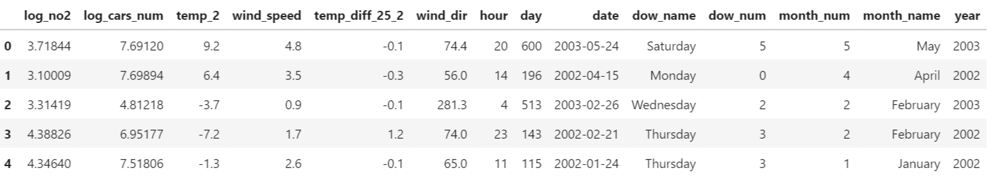 log_no2 log_cars_num temp_2 wind_speed temp_diff_25_2 wind_dir hour day date dow_name dow_num month_num month_name year
0 3.71844 7.69120 9.2 4.8 -0.1 74.4 20 600 2003-05-24 Saturday 5 5 May 2003
1 3.10009 7.69894 6.4 3.5 -0.3 56.0 14 196 2002-04-15 Monday 0 4 April 2002
2 3.31419 4.81218 -3.7 0.9 -0.1 281.3 4 513 2003-02-26 Wednesday 2 2 February 2003
3 4.38826 6.95177 -7.2 1.7 1.2 74.0 23 143 2002-02-21 Thursday 3 2 February 2002
4 4.34640 7.51806 -1.3 2.6 -0.1 65.0 11 115 2002-01-24 Thursday 3 1 January 2002